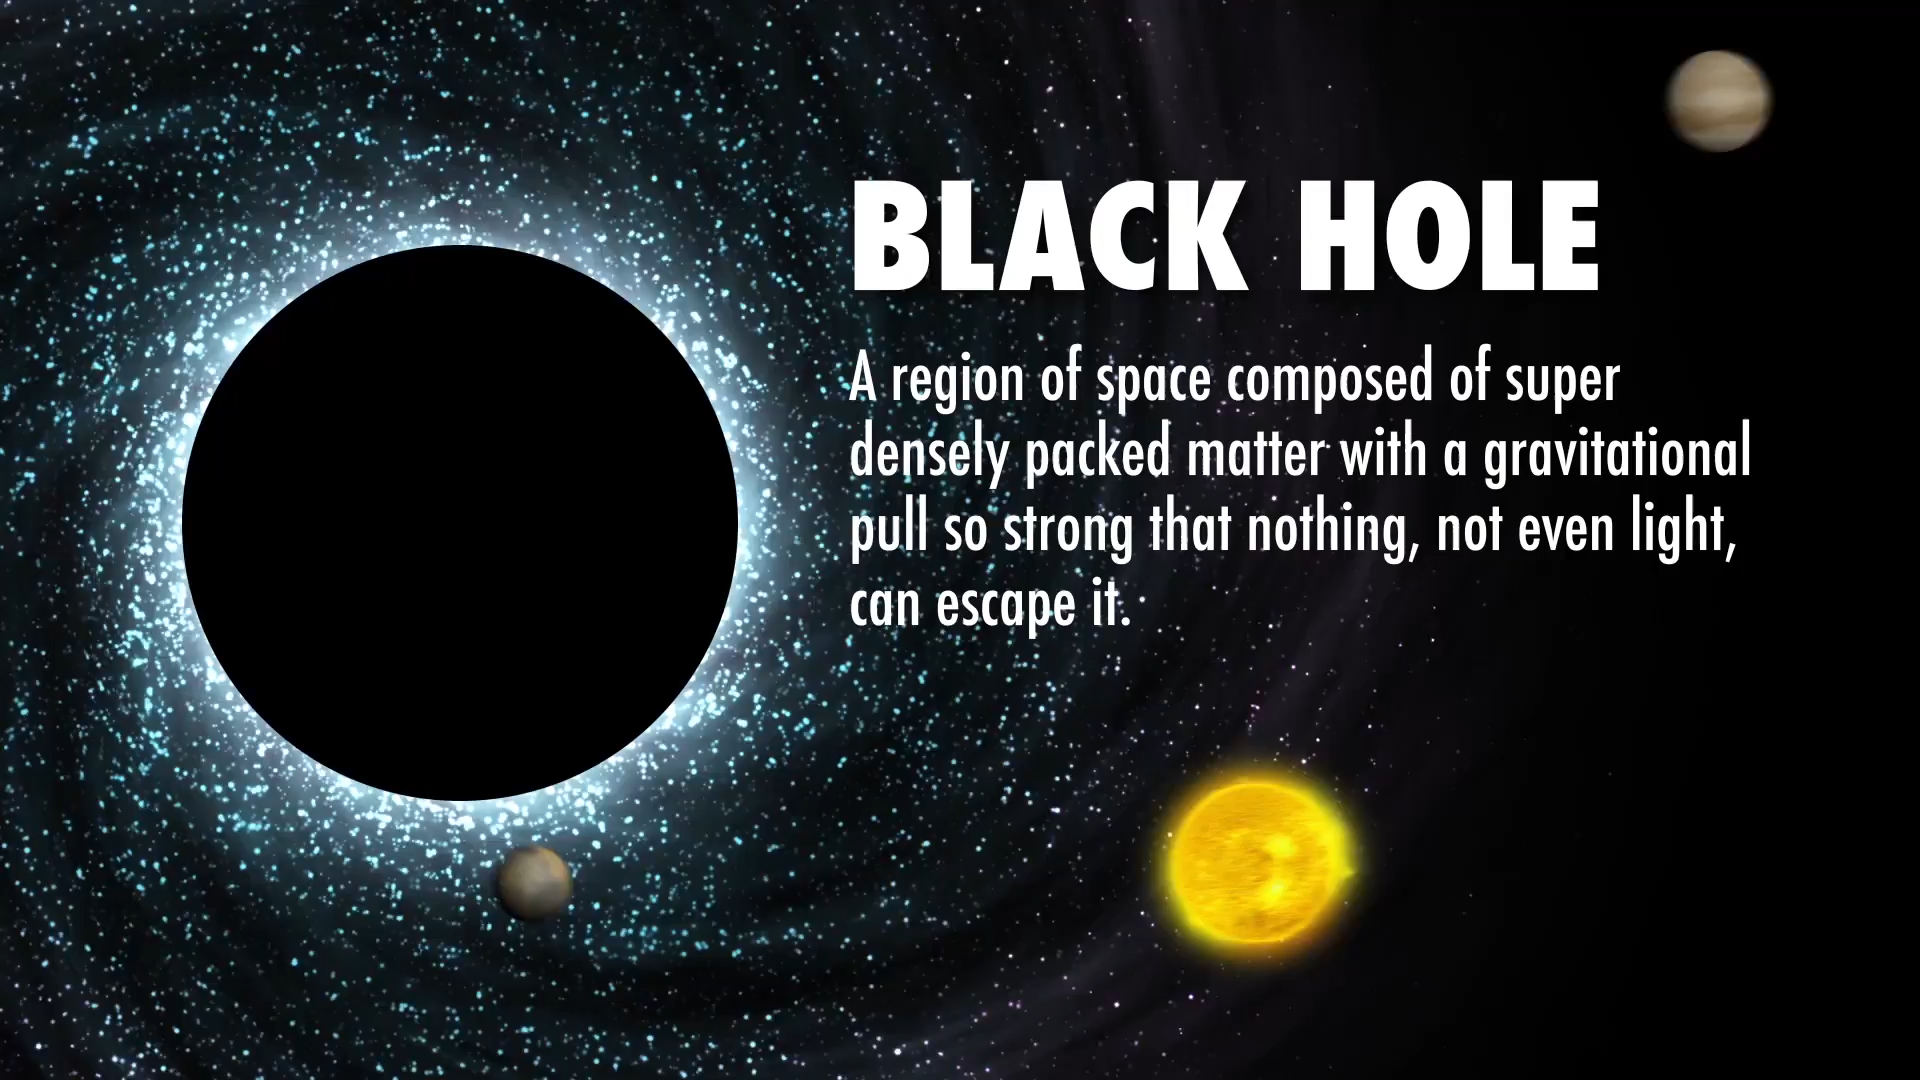 BLACK HOLE
A region of space composed of super
densely packed matter with a gravitational
pull so strong that nothing, not even light,
can escape it.